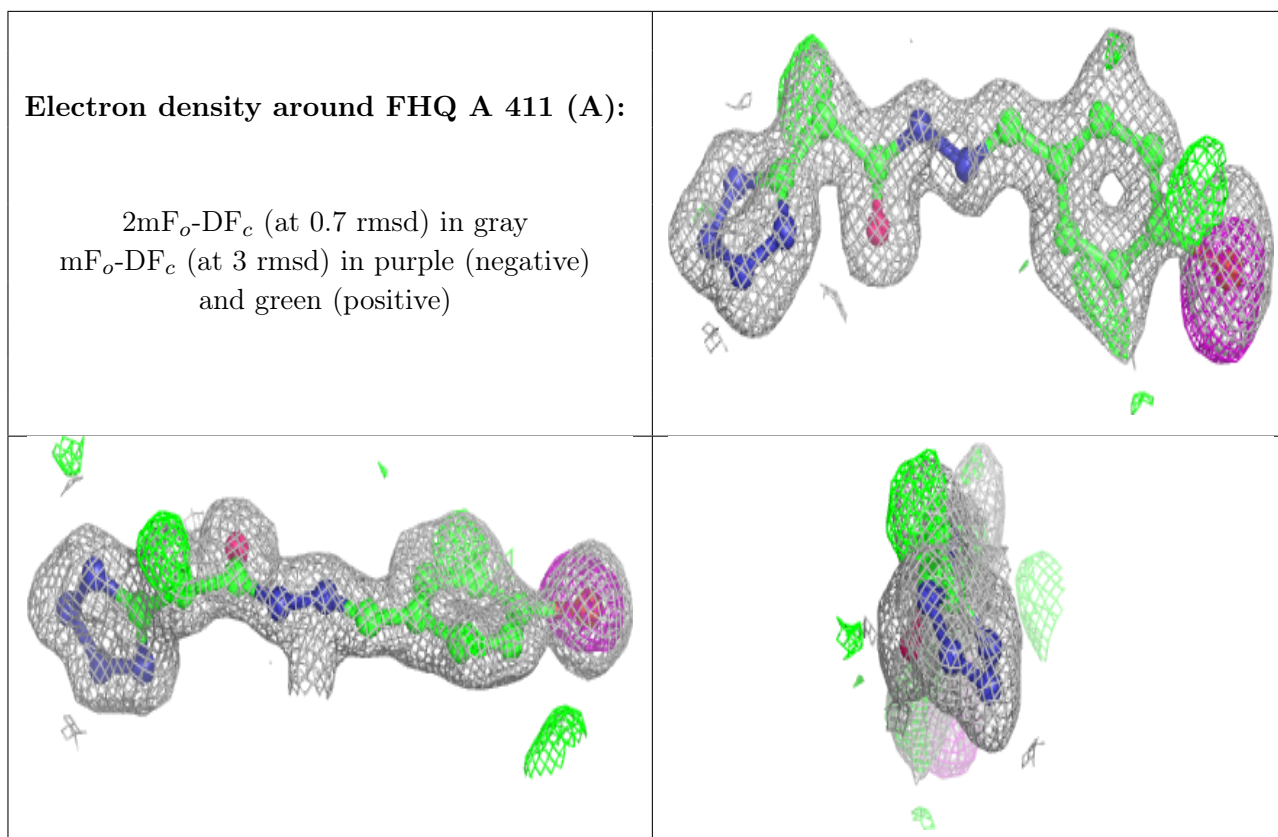 Electron density around FHQ A 411 (A):
2mFo-DFc (at 0.7 rmsd) in gray
mFo-DFc (at 3 rmsd) in purple (negative)
and green (positive)